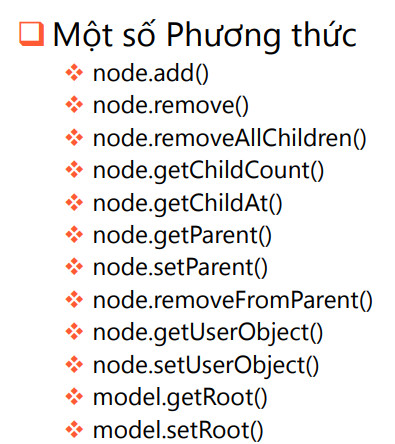 Một số Phương thức
node.add()
node.remove()
node.removeAllChildren()
node.getChildCount()
node.getChildAt()
node.getParent()
node.setParent()
node.removeFromParent()
node.getUserObject()
node.setUserObject()
model.getRoot()
model.setRoot()